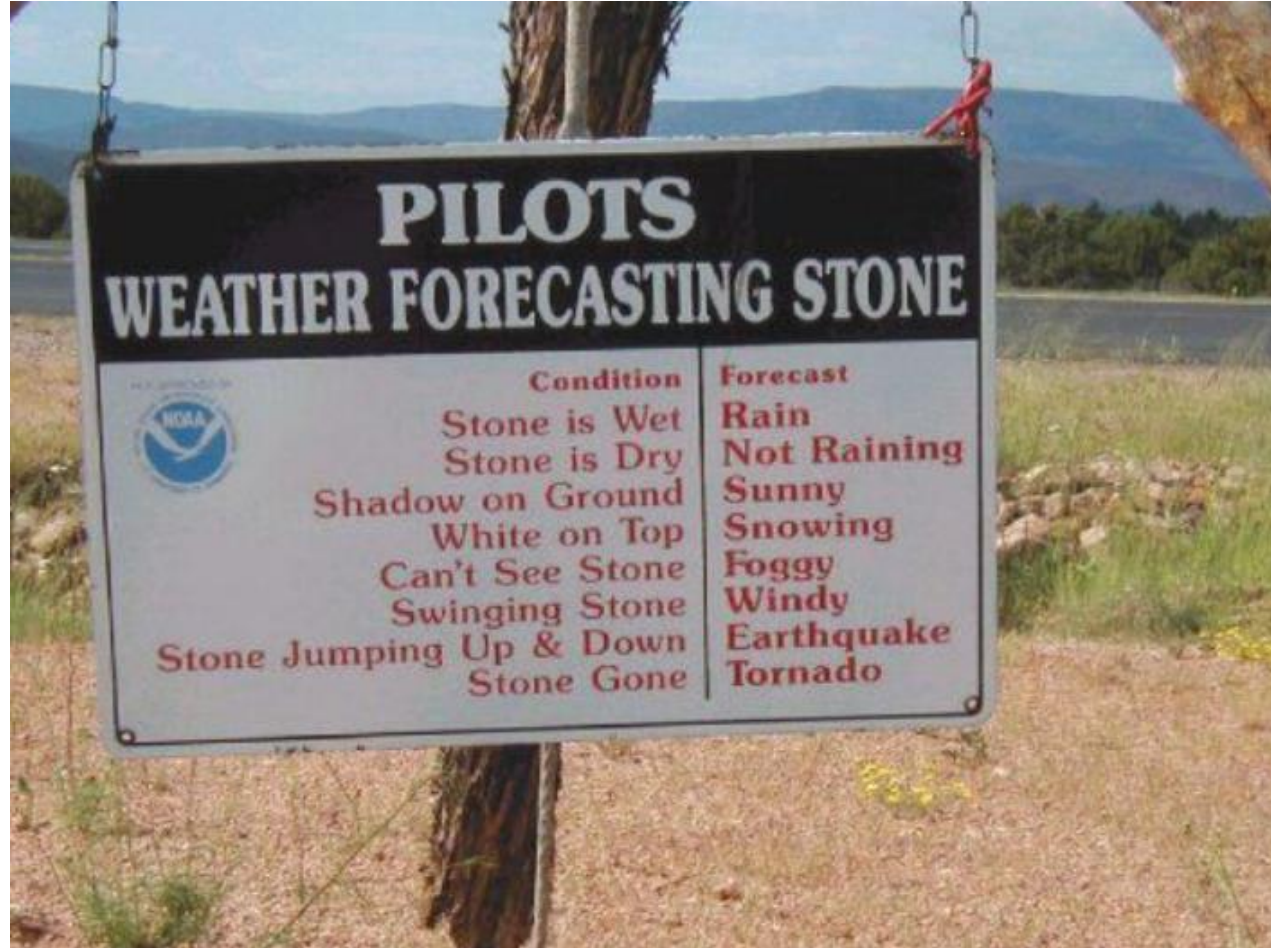 PILOTS
WEATHER FORECASTING STONE
NOAA
Condition Forecast
Stone is Wet Rain
Stone is Dry Not Raining
Shadow on Ground Sunny
White on Top Snowing
Can't See Stone Foggy
Swinging Stone Windy
Stone Jumping Up & Down Earthquake
Stone Gone Tornado